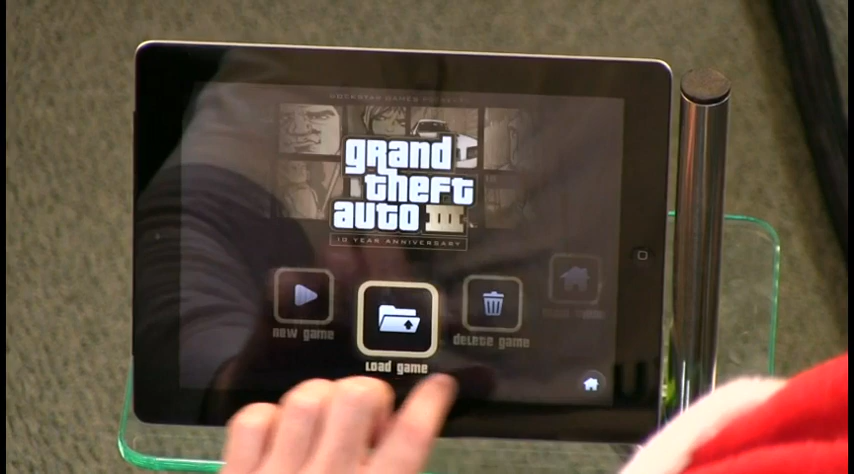 ROCKSTAR GAMES PRESENTS
grand
theft
auto III
10 YEAR ANNIVERSARY
new game
Load game
delete game